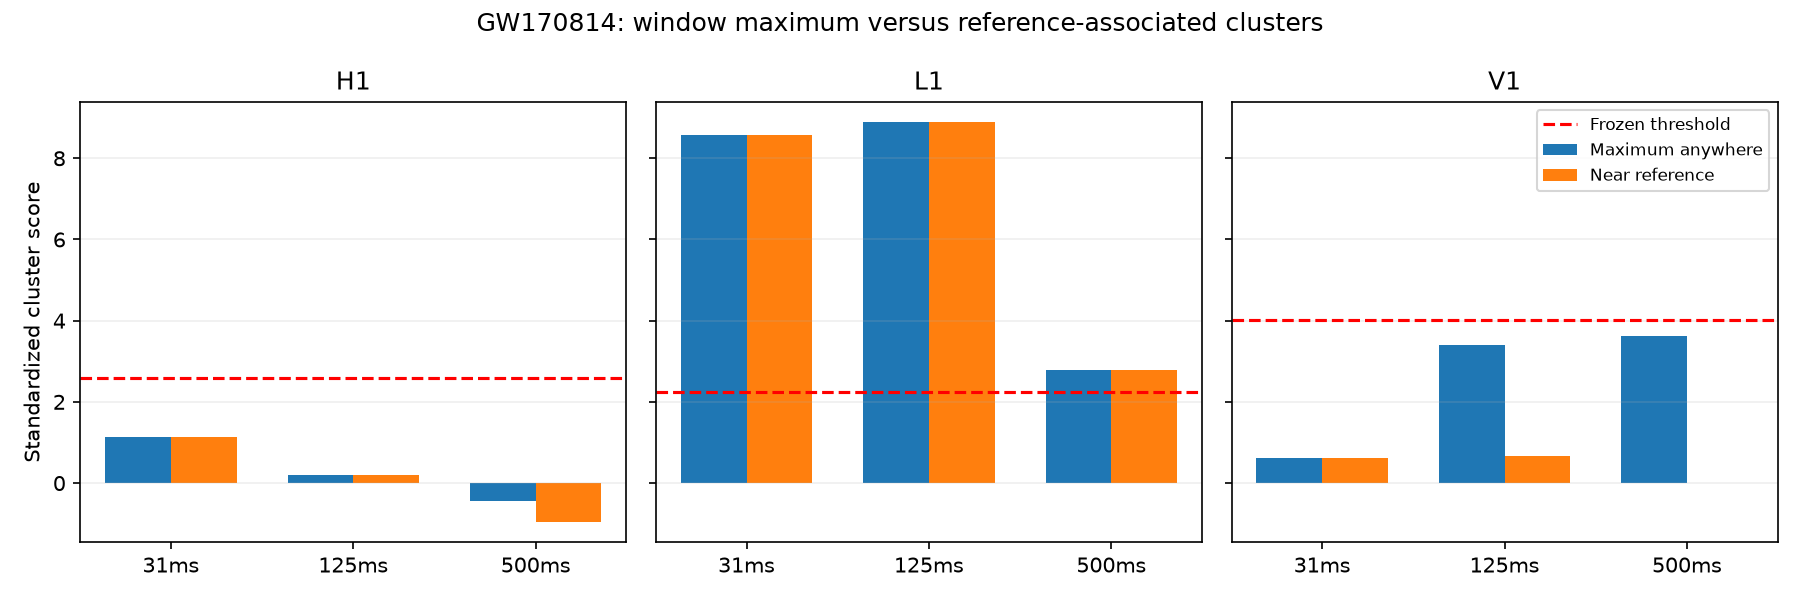 GW170814: window maximum versus reference-associated clusters
H1
L1
V1
Standardized cluster score
8
6
4
2
0
Frozen threshold
Maximum anywhere
Near reference
31ms 125ms 500ms
31ms 125ms 500ms
31ms 125ms 500ms